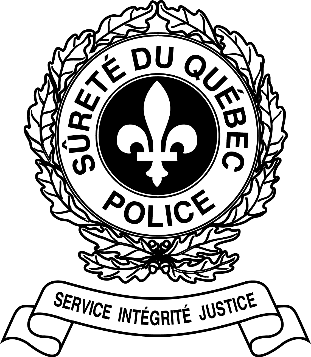 SÛRETÉ DU QUÉBEC
POLICE
SERVICE INTÉGRITÉ JUSTICE